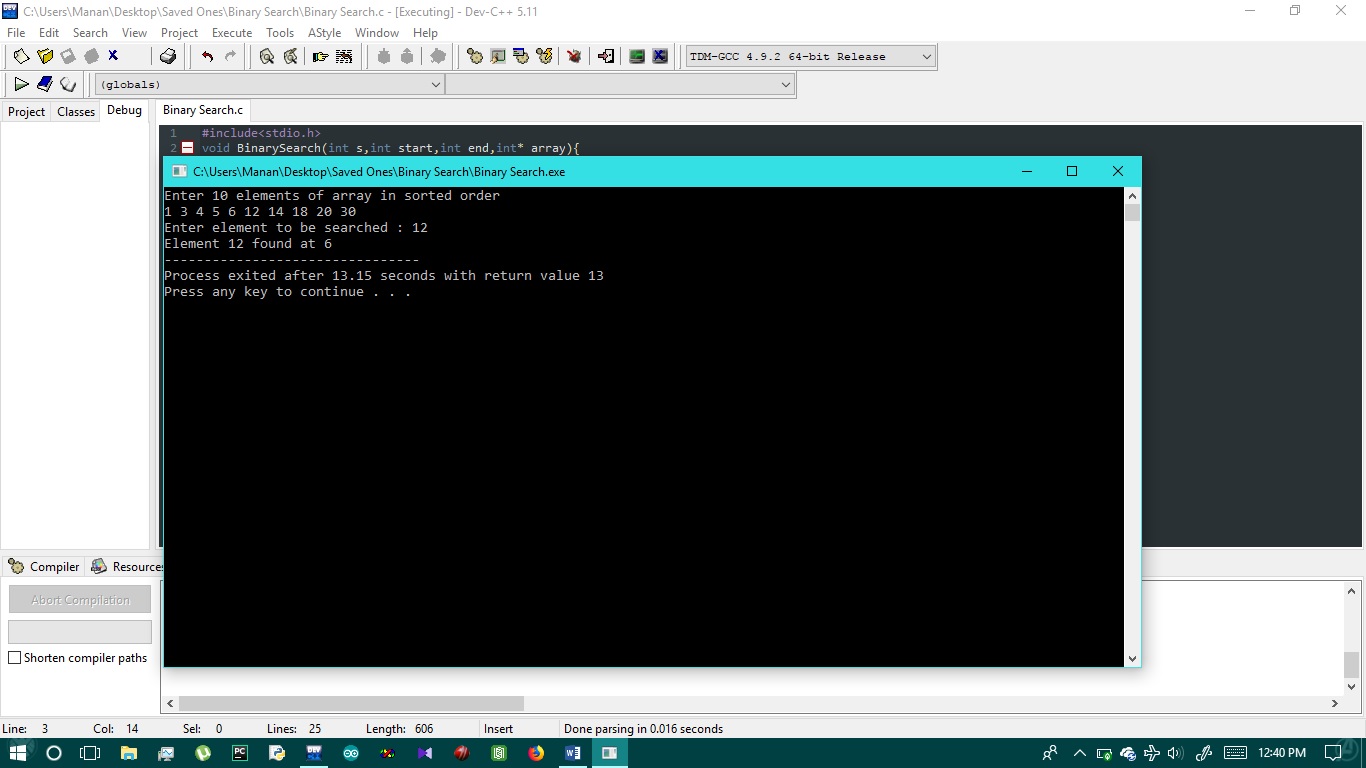 C:\Users\Manan\Desktop\Saved Ones\Binary Search\Binary Search.c - [Executing] - Dev-C++ 5.11
File Edit Search View Project Execute Tools AStyle Window Help
TDM-GCC 4.9.2 64-bit Release
(globals)
Project Classes Debug Binary Search.c
1 #include<stdio.h>
2 void BinarySearch(int s,int start,int end,int* array){
C:\Users\Manan\Desktop\Saved Ones\Binary Search\Binary Search.exe
Enter 10 elements of array in sorted order
1 3 4 5 6 12 14 18 20 30
Enter element to be searched : 12
Element 12 found at 6
--------------------------------
Process exited after 13.15 seconds with return value 13
Press any key to continue . . .
Compiler Resources
Abort Compilation
Shorten compiler paths
Line: 3 Col: 14 Sel: 0 Lines: 25 Length: 606 Insert Done parsing in 0.016 seconds
12:40 PM